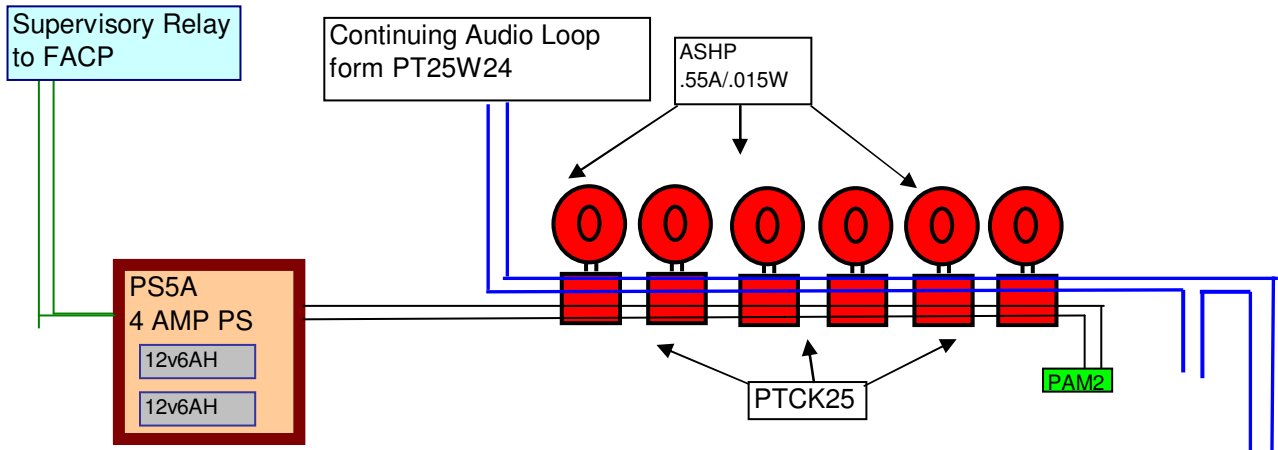 Supervisory Relay
to FACP
Continuing Audio Loop
form PT25W24
ASHP
.55A/.015W
PS5A
4 AMP PS
12v6AH
12v6AH
PTCK25
PAM2